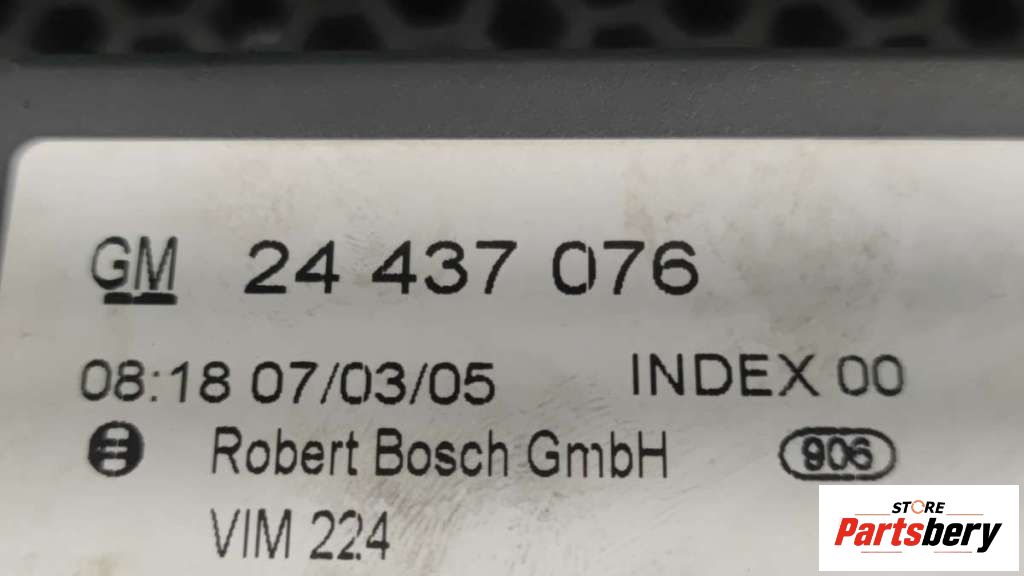 GM 24 437 076
08:18 07/03/05 INDEX 00
Robert Bosch GmbH 906
VIM 224
STORE
Partsbery